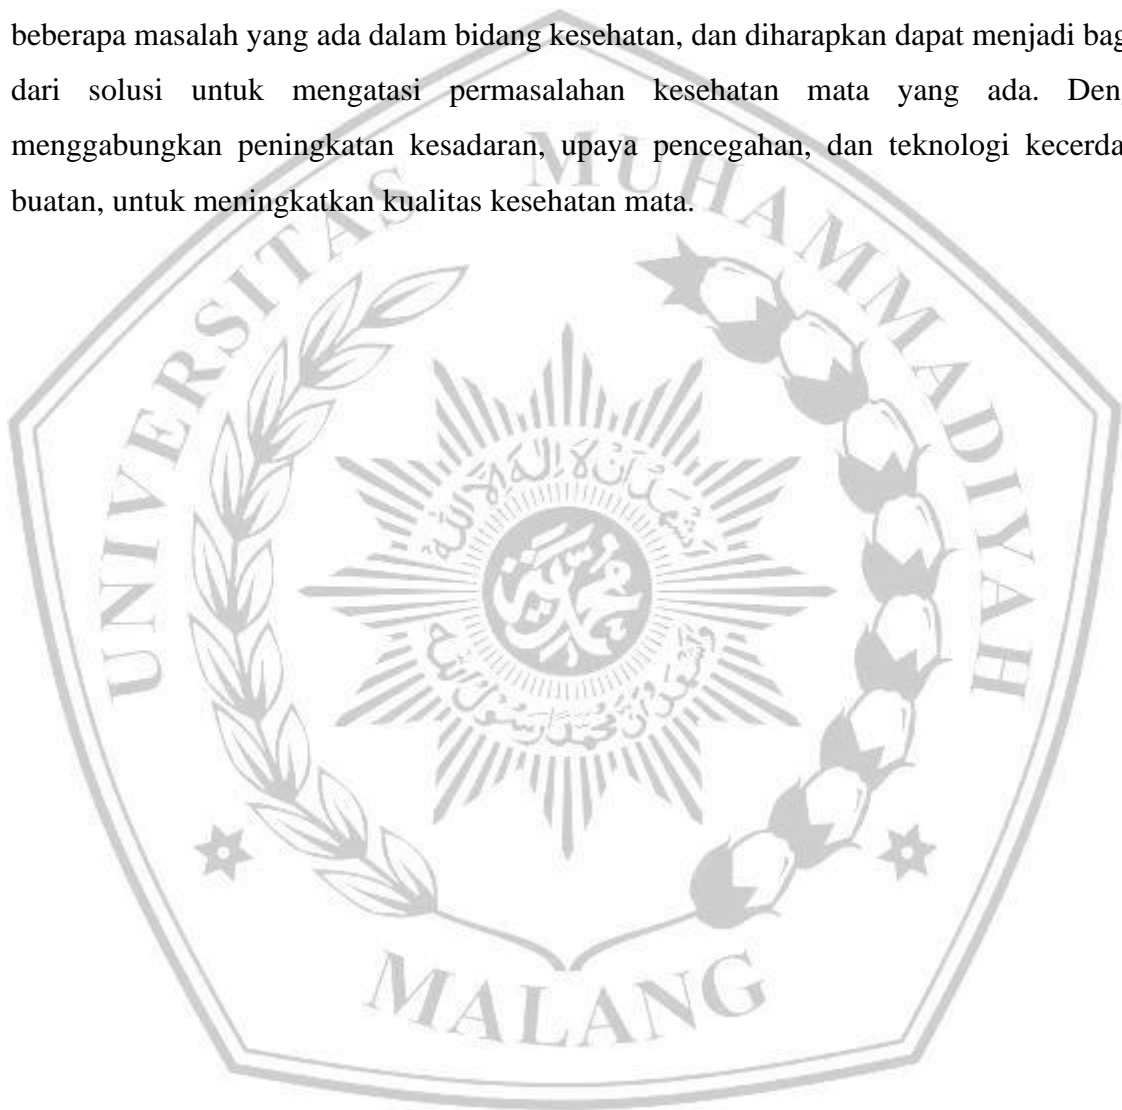 beberapa masalah yang ada dalam bidang kesehatan, dan diharapkan dapat menjadi bag
dari solusi untuk mengatasi permasalahan kesehatan mata yang ada. Deng
menggabungkan peningkatan kesadaran, upaya pencegahan, dan teknologi kecerda
buatan, untuk meningkatkan kualitas kesehatan mata.
UNIVERSITAS MUHAMMADIYAH
MALANG